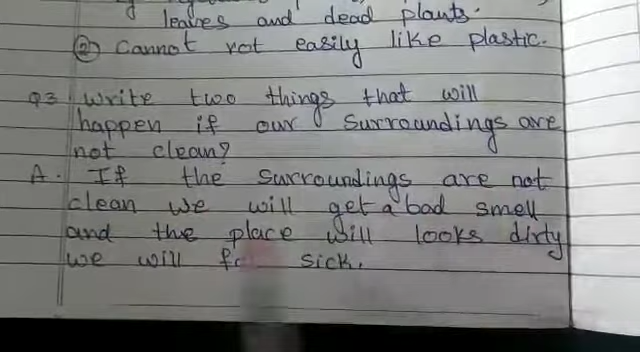 leaves and dead plants.
② Cannot rot easily like plastic.
Q3 Write two things that will
happen if our surroundings are
not clean?
A. If the surroundings are not
clean we will get a bad smell
and the place will looks dirty
we will sick.